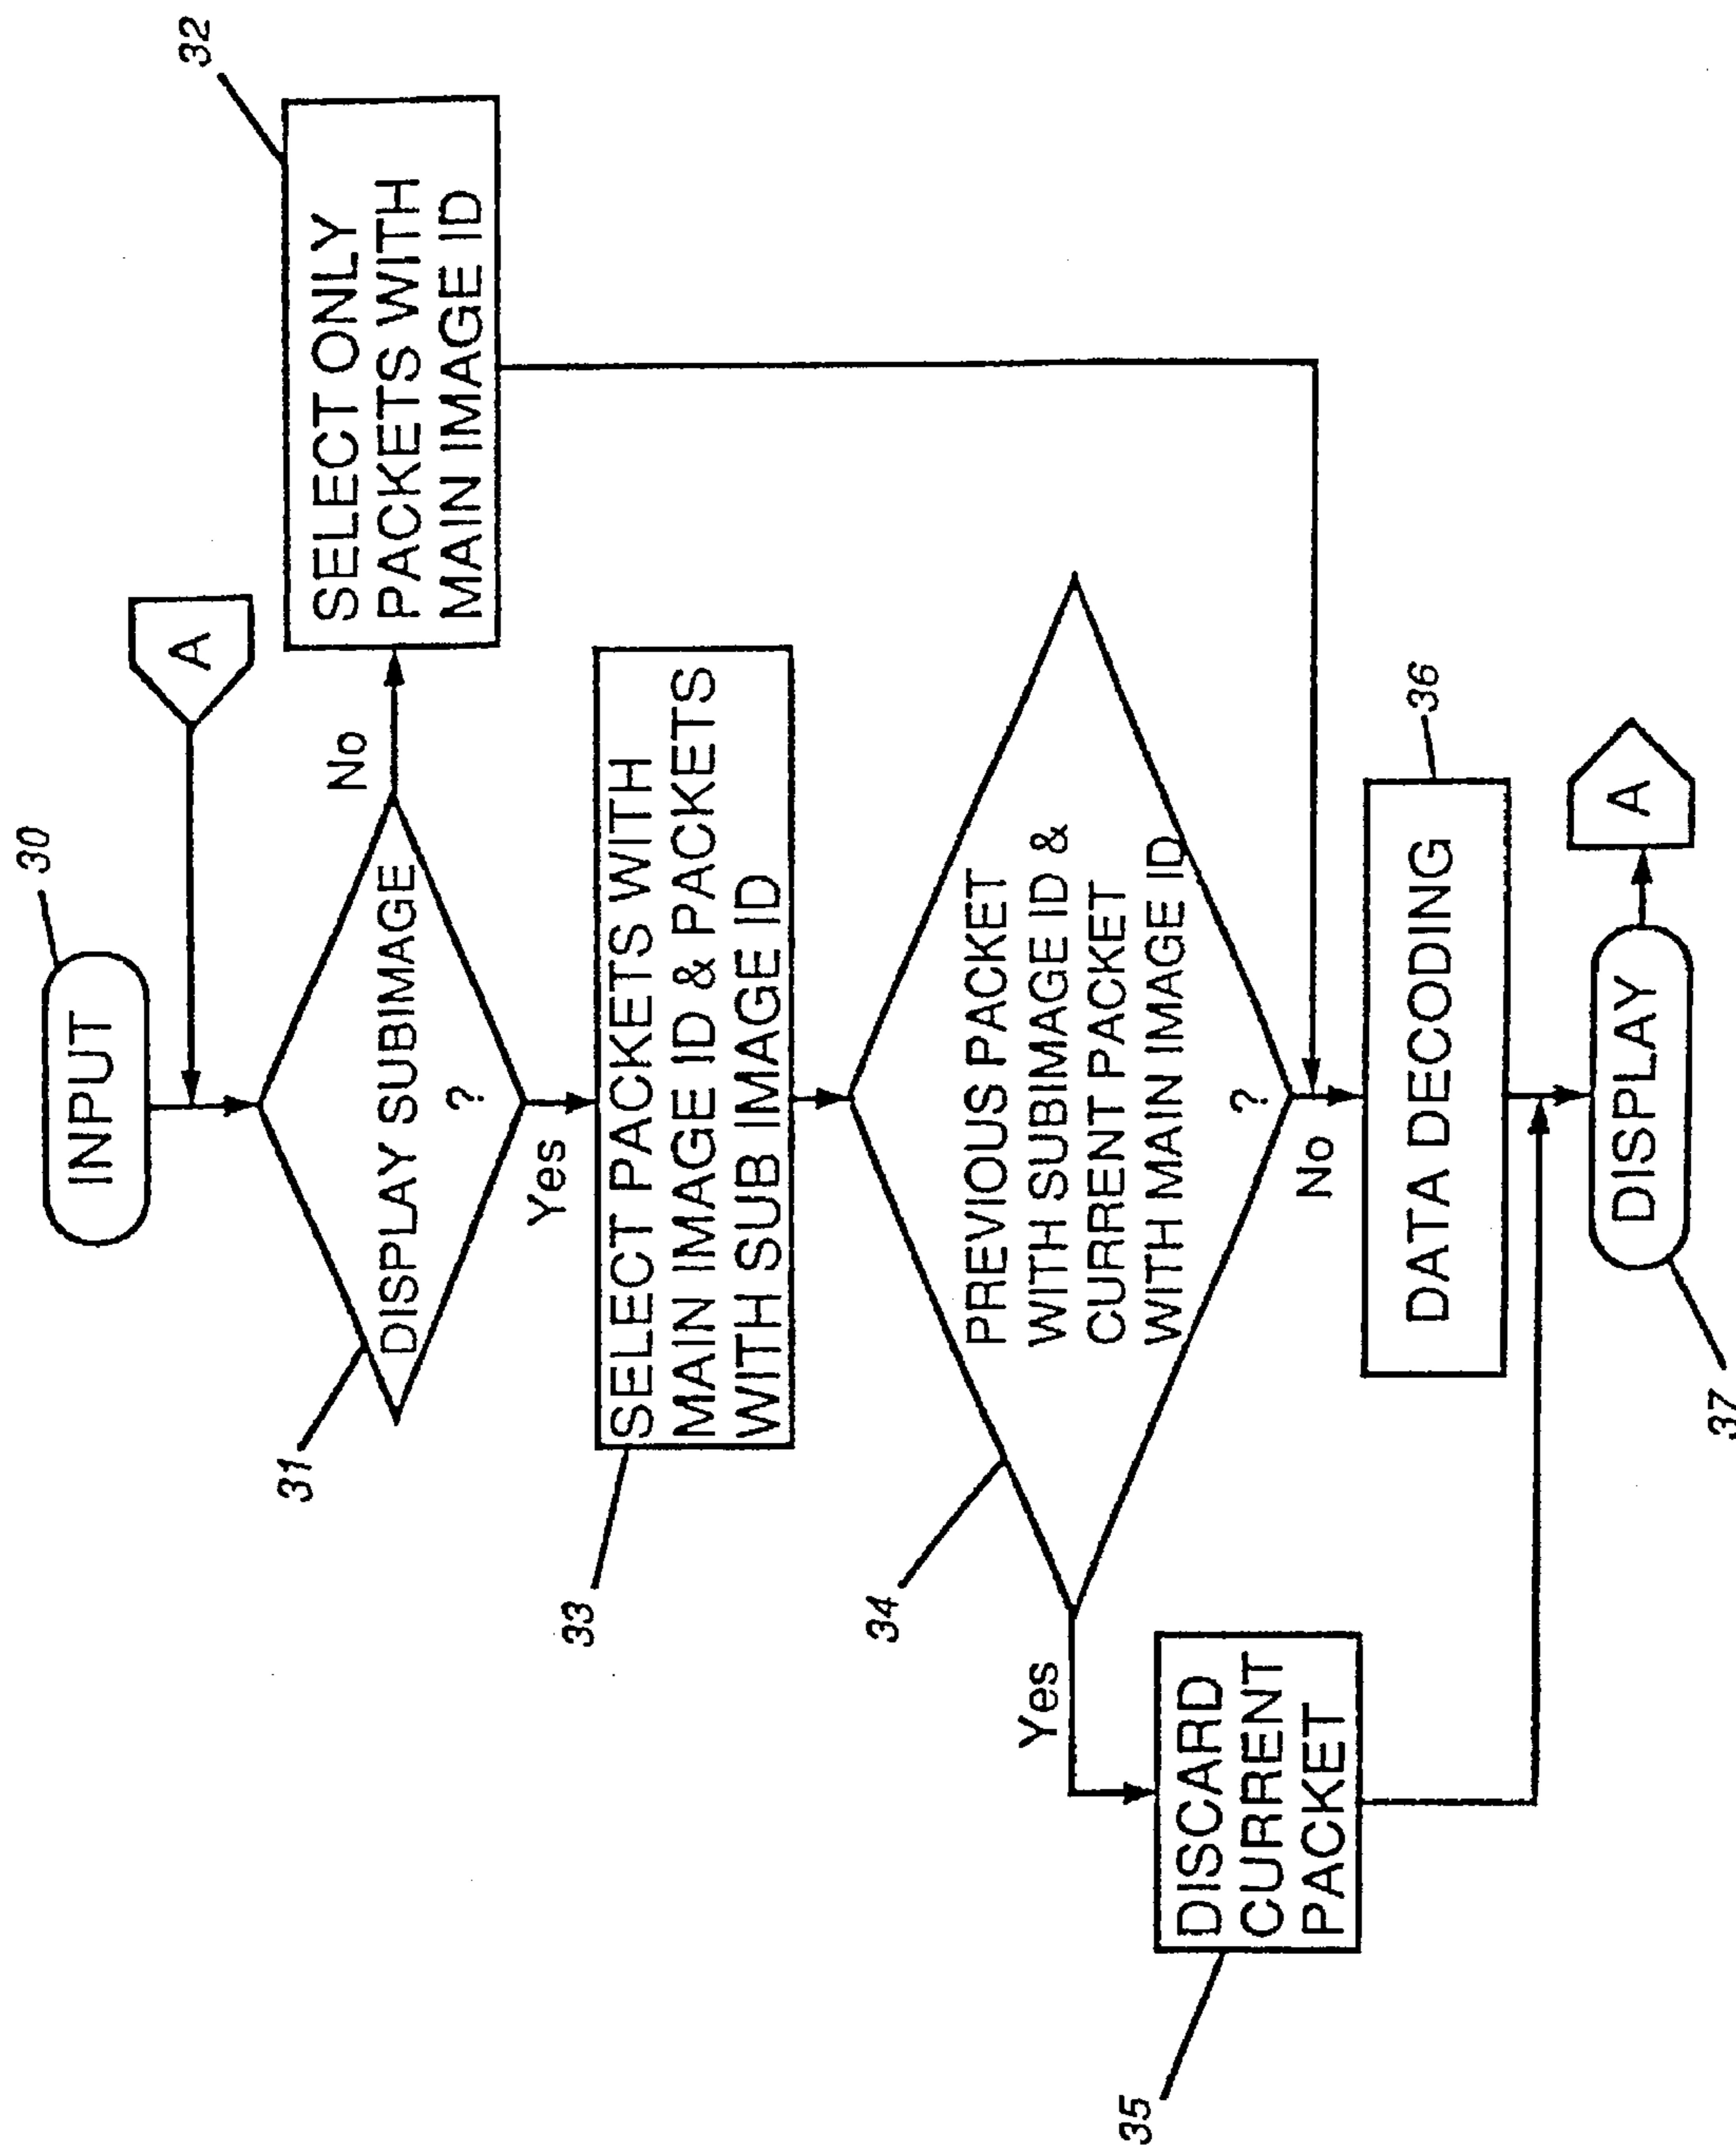 30
INPUT
A
31
DISPLAY SUBIMAGE
?
No
32
SELECT ONLY
PACKETS WITH
MAIN IMAGE ID
Yes
33
SELECT PACKETS WITH
MAIN IMAGE ID & PACKETS
WITH SUB IMAGE ID
34
PREVIOUS PACKET
WITH SUBIMAGE ID &
CURRENT PACKET
WITH MAIN IMAGE ID
?
Yes
No
35
DISCARD
CURRENT
PACKET
36
DATA DECODING
37
DISPLAY
A